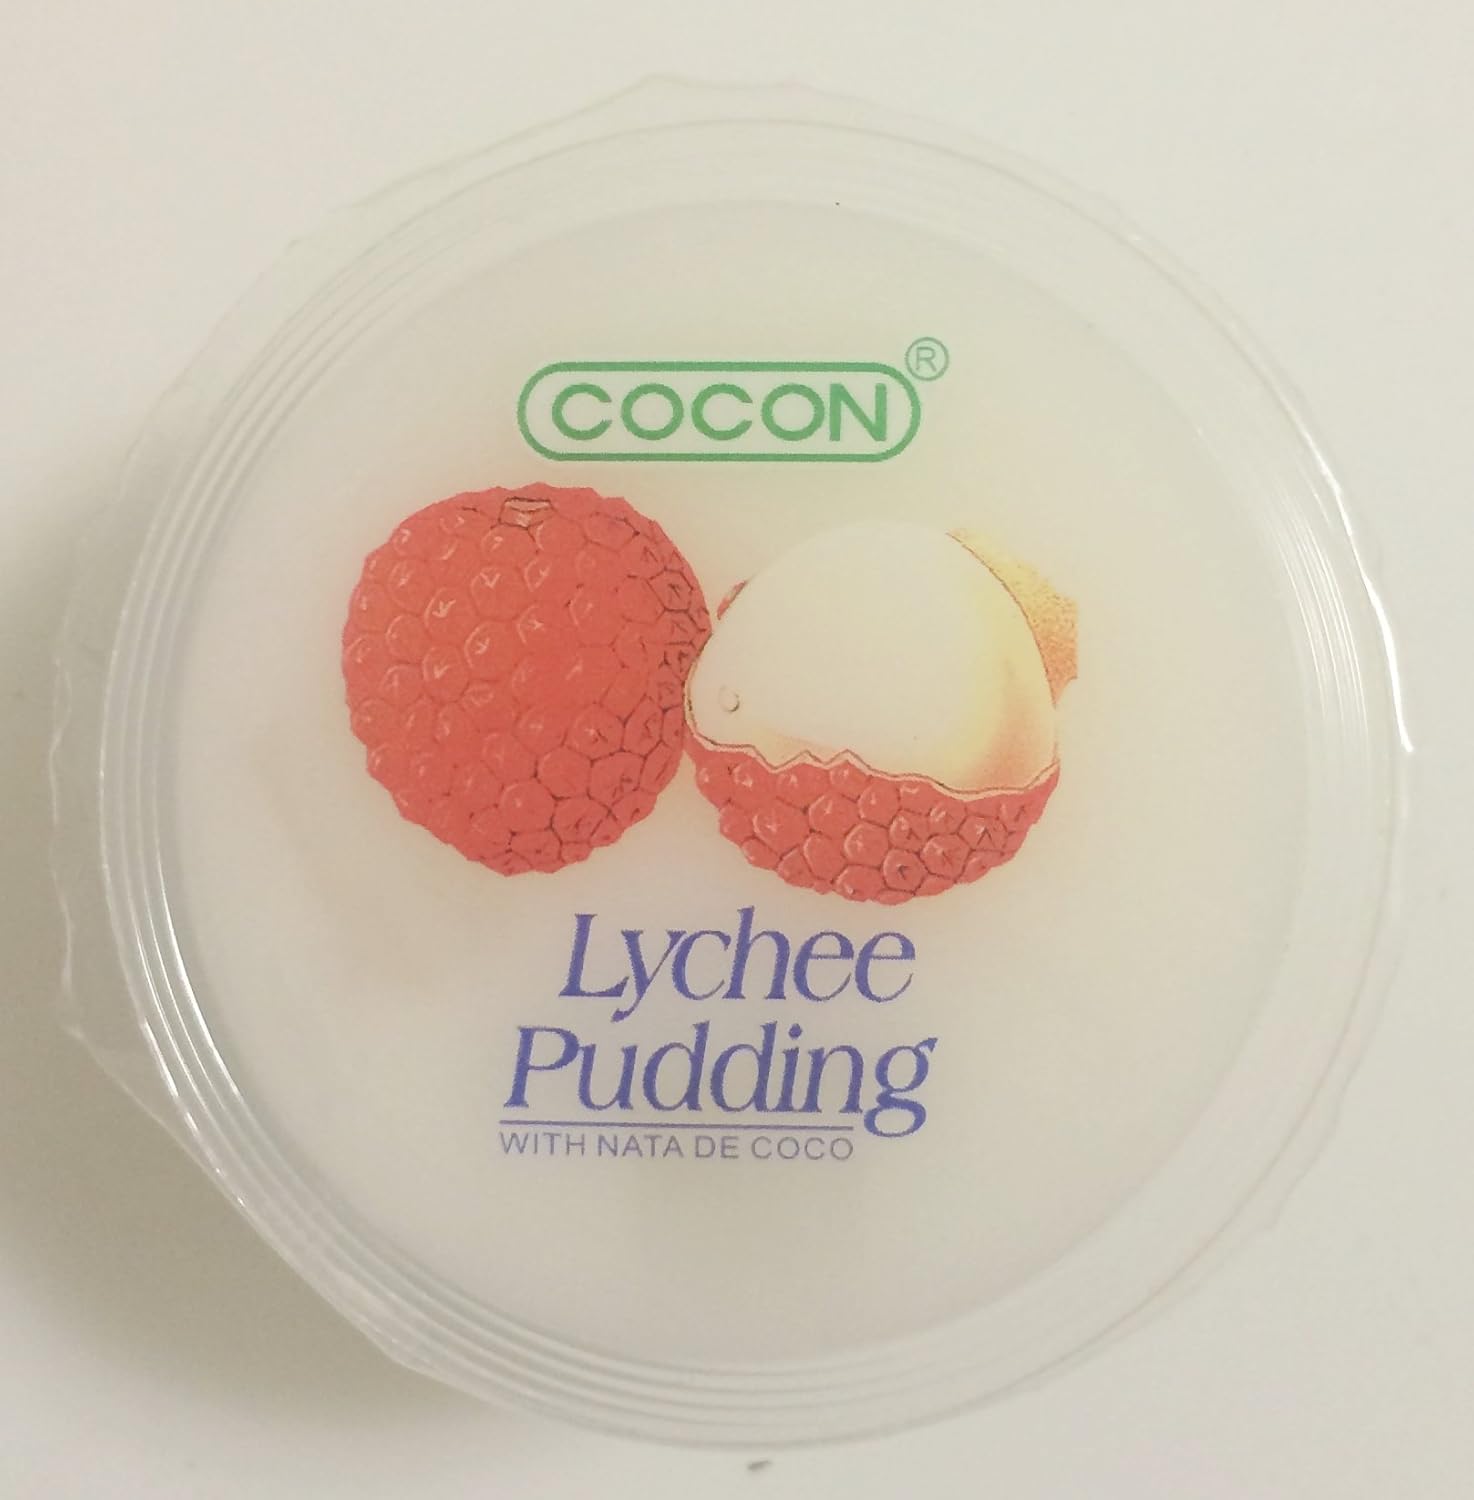 COCON®
Lychee
Pudding
WITH NATA DE COCO